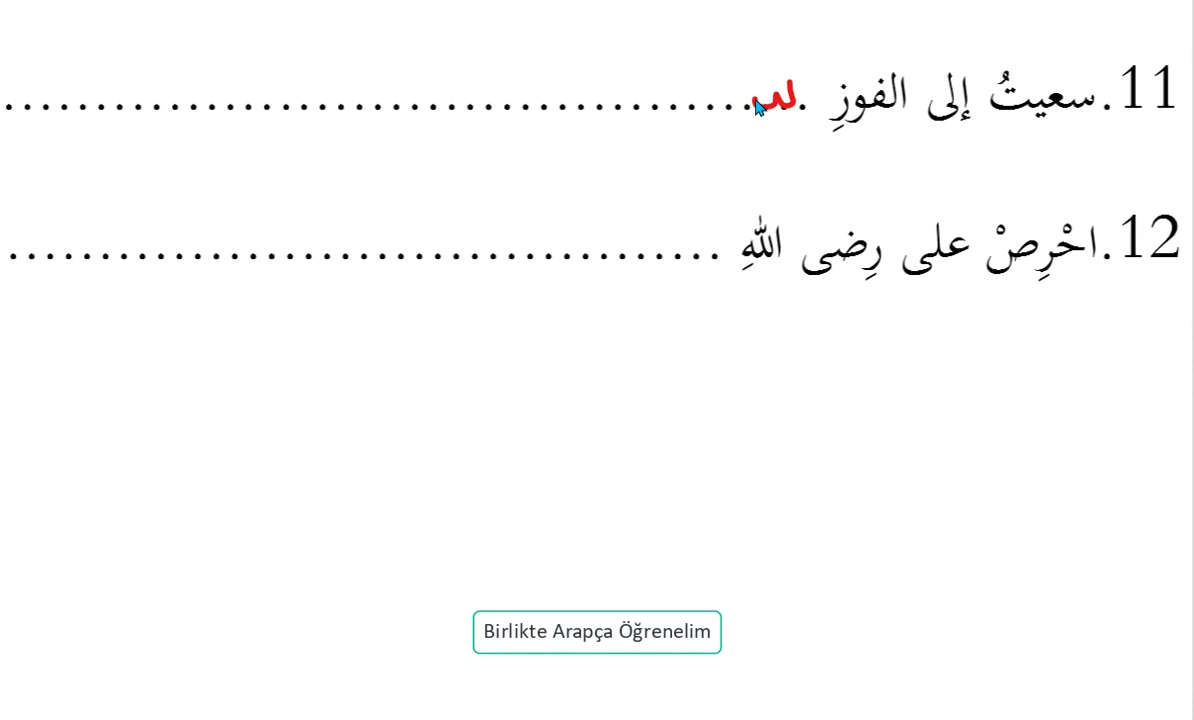 11.سعيتُ إلى الفوزِ ........................................
12.احْرِصْ على رِضى اللهِ .......................................
Birlikte Arapça Öğrenelim